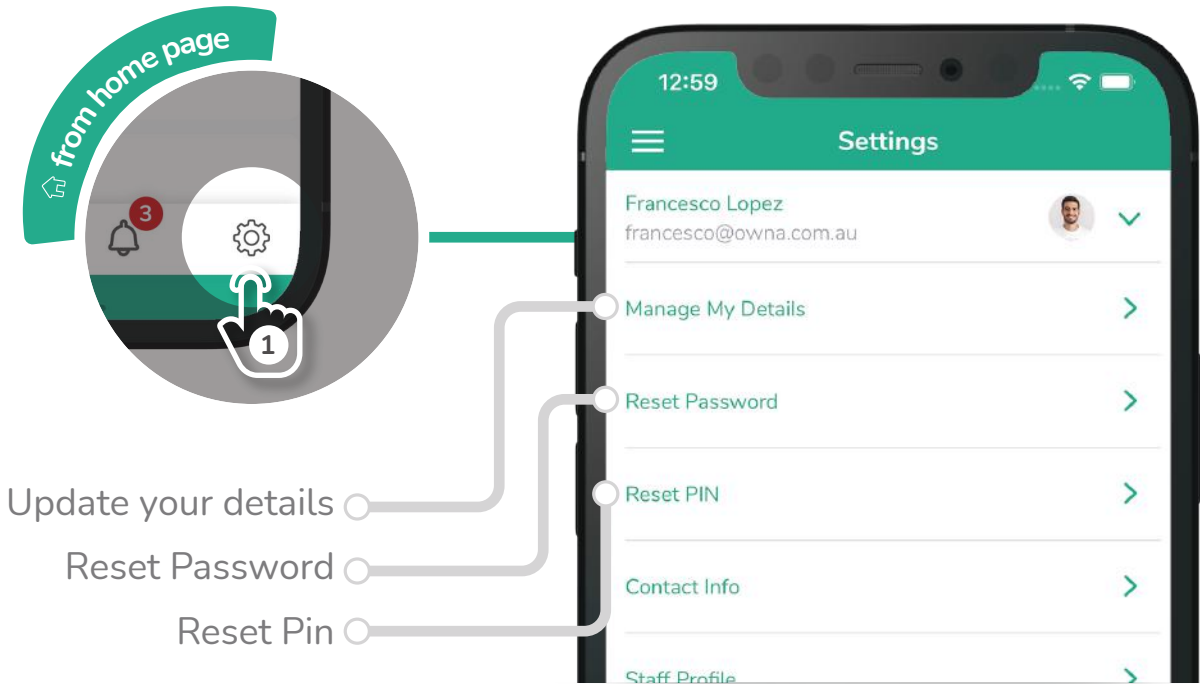 from home page
3
1
Update your details
Reset Password
Reset Pin
12:59
Settings
Francesco Lopez
francesco@owna.com.au
Manage My Details
Reset Password
Reset PIN
Contact Info
Staff Profile